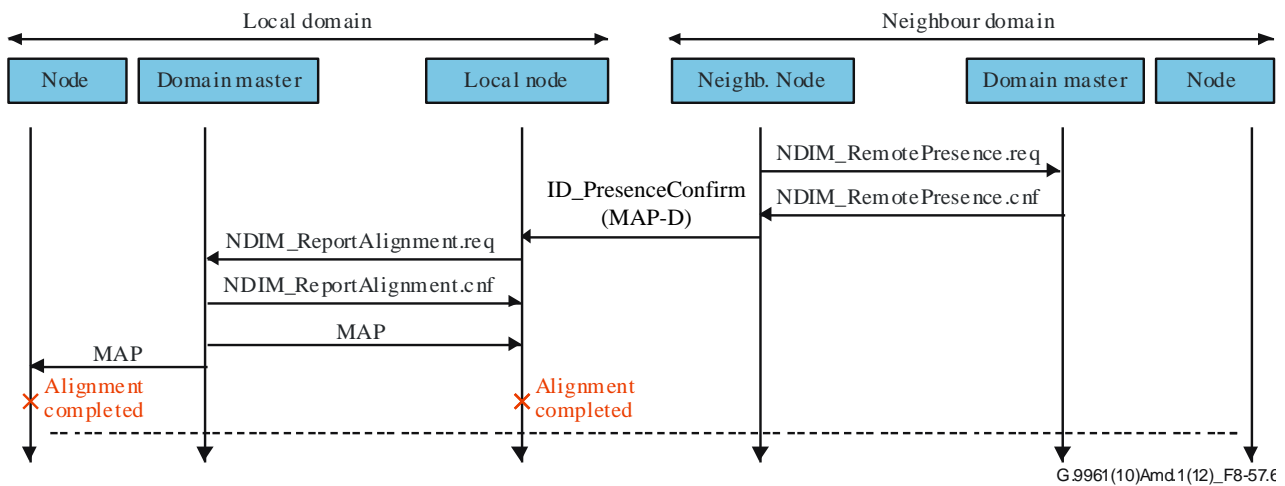 Local domain
Neighbour domain
Node
Domain master
Local node
Neighb. Node
Domain master
Node
NDIM_RemotePresence.req
ID_PresenceConfirm
(MAP-D)
NDIM_RemotePresence.cnf
NDIM_ReportAlignment.req
NDIM_ReportAlignment.cnf
MAP
MAP
Alignment
completed
Alignment
completed
G.9961(10)Amd.1(12)_F8-57.6